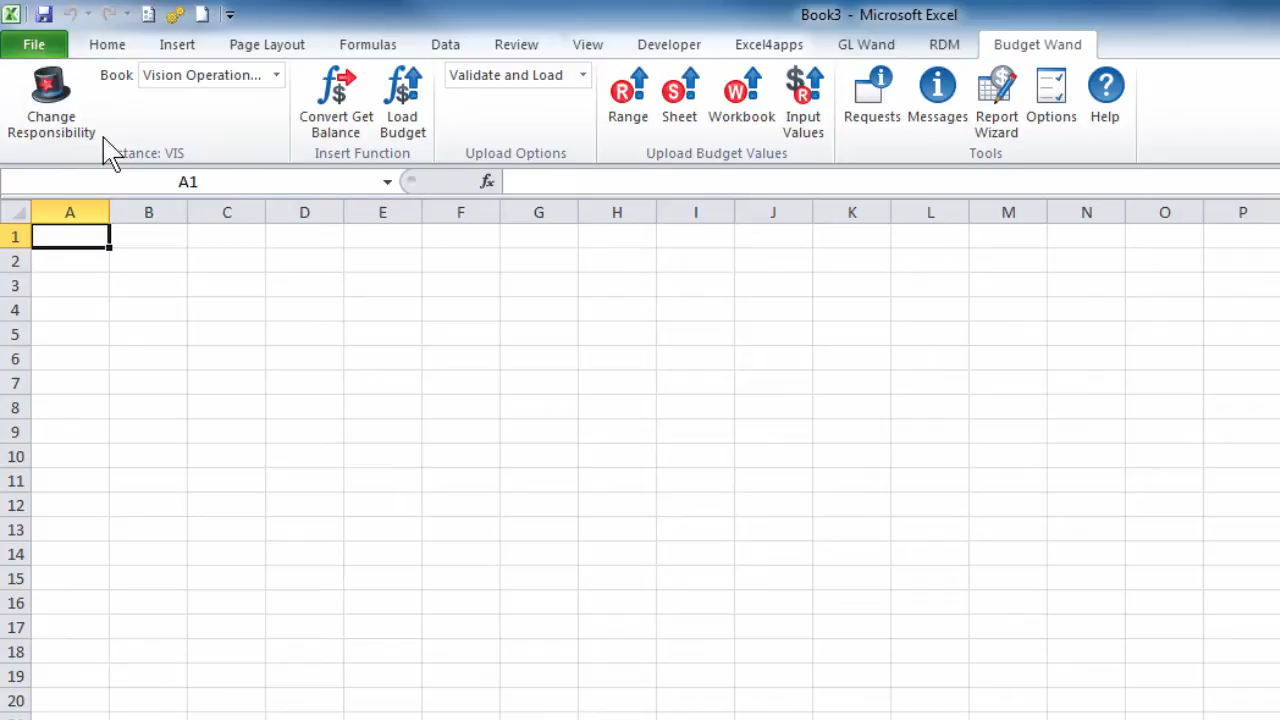 Book3 - Microsoft Excel
File Home Insert Page Layout Formulas Data Review View Developer Excel4apps GL Wand RDM Budget Wand
Change Responsibility
Book Vision Operation...
tance: VIS
Convert Get Balance
Load Budget
Insert Function
Validate and Load
Upload Options
Range
Sheet
Workbook
Input Values
Upload Budget Values
Requests
Messages
Report Wizard
Options
Help
Tools
A1 fx
A B C D E F G H I J K L M N O P
1
2
3
4
5
6
7
8
9
10
11
12
13
14
15
16
17
18
19
20